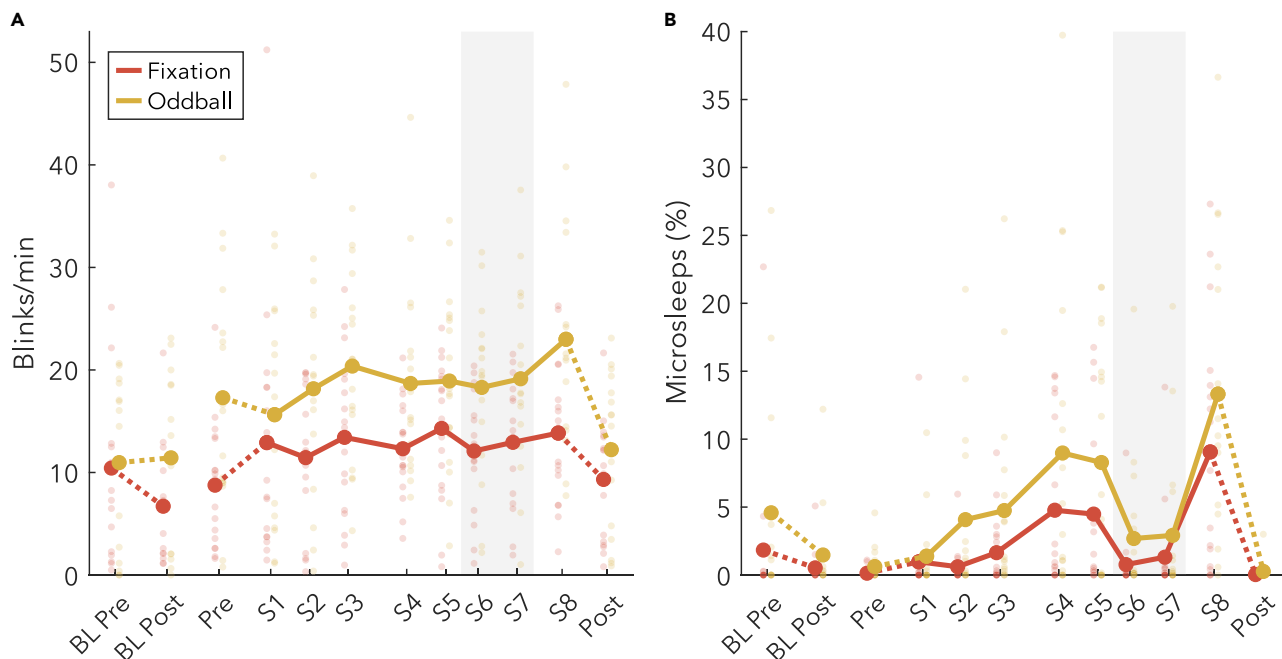 A
Blinks/min
50
40
30
20
10
0
Fixation
Oddball
BL Pre
BL Post
Pre
S1
S2
S3
S4
S5
S6
S7
S8
Post
B
Microsleeps (%)
40
35
30
25
20
15
10
5
0
BL Pre
BL Post
Pre
S1
S2
S3
S4
S5
S6
S7
S8
Post